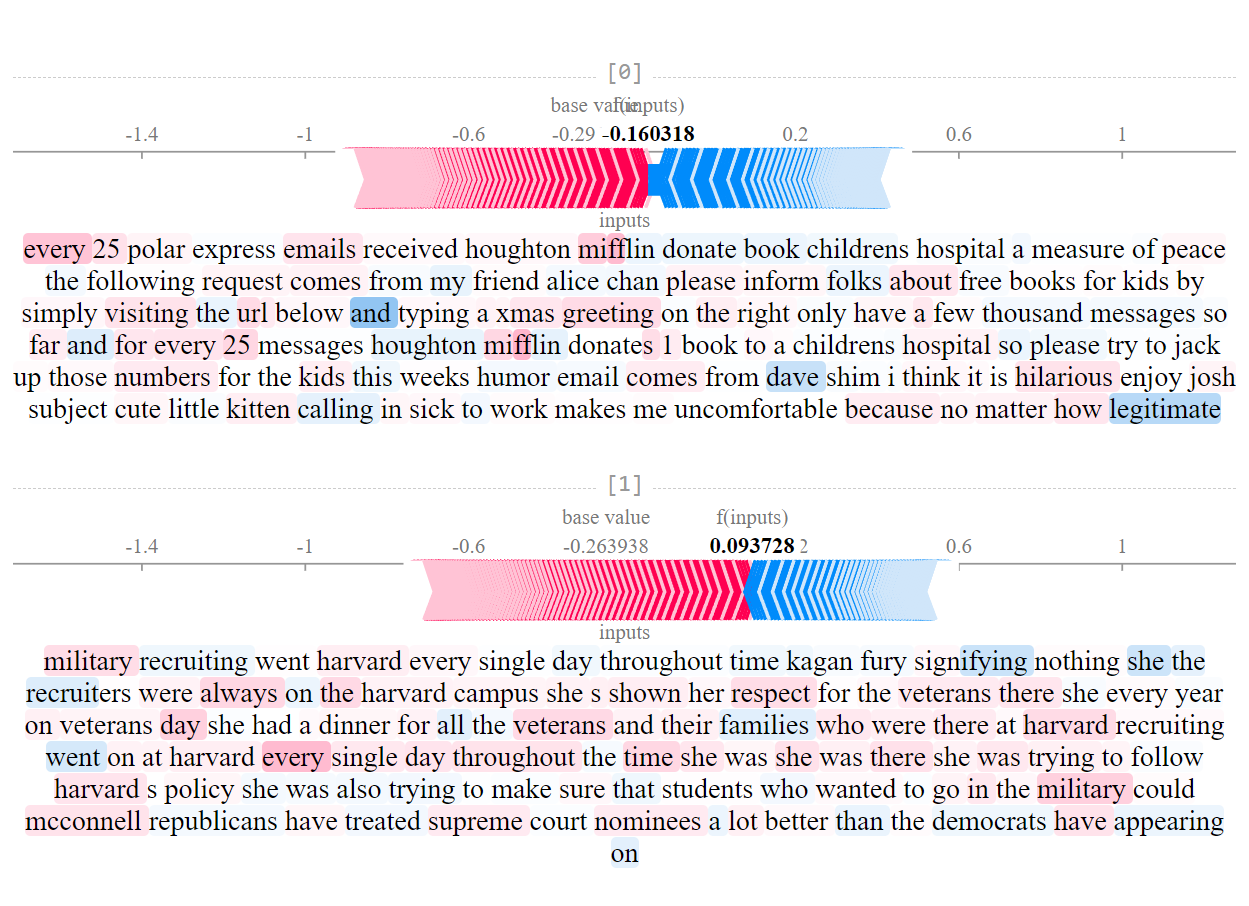 [0]
base value f(inputs)
-1.4 -1 -0.6 -0.29 -0.160318 0.2 0.6 1
inputs
every 25 polar express emails received houghton mifflin donate book childrens hospital a measure of peace
the following request comes from my friend alice chan please inform folks about free books for kids by
simply visiting the url below and typing a xmas greeting on the right only have a few thousand messages so
far and for every 25 messages houghton mifflin donates 1 book to a childrens hospital so please try to jack
up those numbers for the kids this weeks humor email comes from dave shim i think it is hilarious enjoy josh
subject cute little kitten calling in sick to work makes me uncomfortable because no matter how legitimate
[1]
base value f(inputs)
-1.4 -1 -0.6 -0.263938 0.093728 2 0.6 1
inputs
military recruiting went harvard every single day throughout time kagan fury signifying nothing she the
recruiters were always on the harvard campus she s shown her respect for the veterans there she every year
on veterans day she had a dinner for all the veterans and their families who were there at harvard recruiting
went on at harvard every single day throughout the time she was she was there she was trying to follow
harvard s policy she was also trying to make sure that students who wanted to go in the military could
mcconnell republicans have treated supreme court nominees a lot better than the democrats have appearing
on